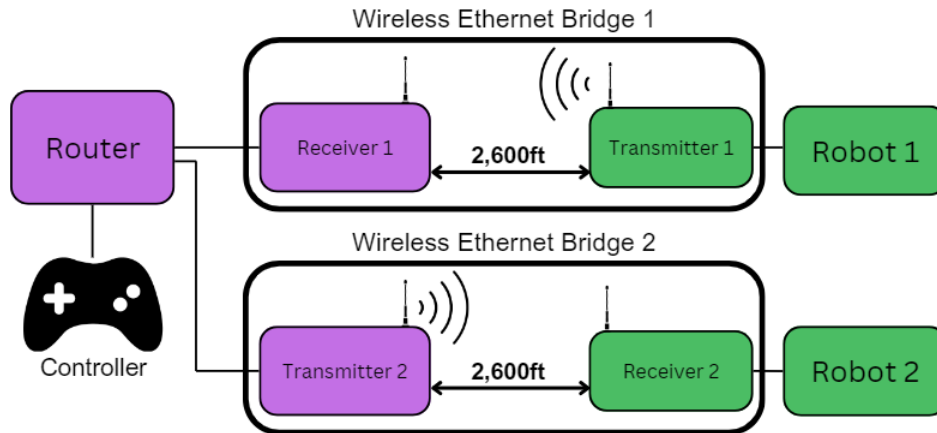 Wireless Ethernet Bridge 1
Router
Receiver 1
2,600ft
Transmitter 1
Robot 1
Wireless Ethernet Bridge 2
Controller
Transmitter 2
2,600ft
Receiver 2
Robot 2